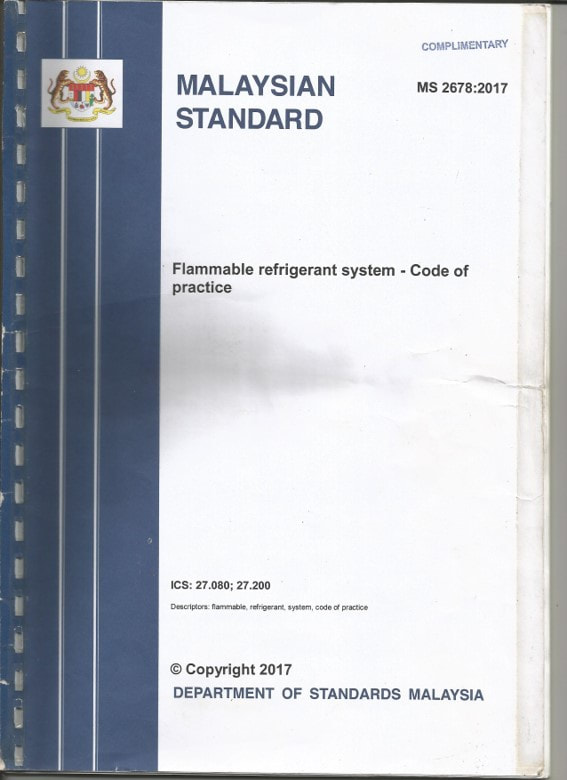 COMPLIMENTARY
MALAYSIAN
STANDARD
MS 2678:2017
Flammable refrigerant system - Code of
practice
ICS: 27.080; 27.200
Descriptors: flammable, refrigerant, system, code of practice
© Copyright 2017
DEPARTMENT OF STANDARDS MALAYSIA